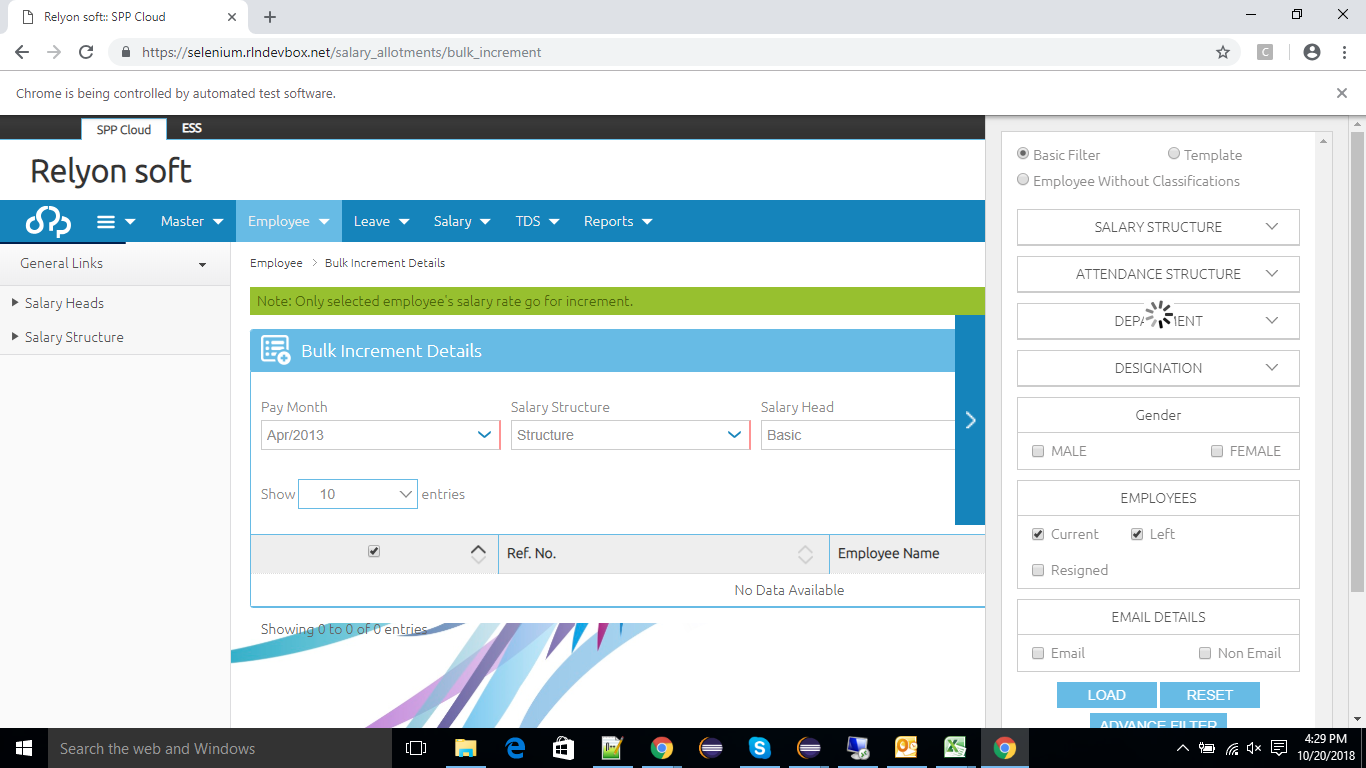 Relyon soft:: SPP Cloud
https://selenium.rlndevbox.net/salary_allotments/bulk_increment
C
Chrome is being controlled by automated test software.
SPP Cloud ESS
Relyon soft
Master Employee Leave Salary TDS Reports
General Links
Salary Heads
Salary Structure
Employee > Bulk Increment Details
Note: Only selected employee's salary rate go for increment.
Bulk Increment Details
Pay Month Salary Structure Salary Head
Apr/2013 Structure Basic
Show 10 entries
Ref. No. Employee Name
No Data Available
Showing 0 to 0 of 0 entries
Basic Filter Template
Employee Without Classifications
SALARY STRUCTURE
ATTENDANCE STRUCTURE
DESIGNATION
Gender
MALE FEMALE
EMPLOYEES
Current Left
Resigned
EMAIL DETAILS
Email Non Email
LOAD RESET
ADVANCE FILTER
Search the web and Windows
4:29 PM
10/20/2018